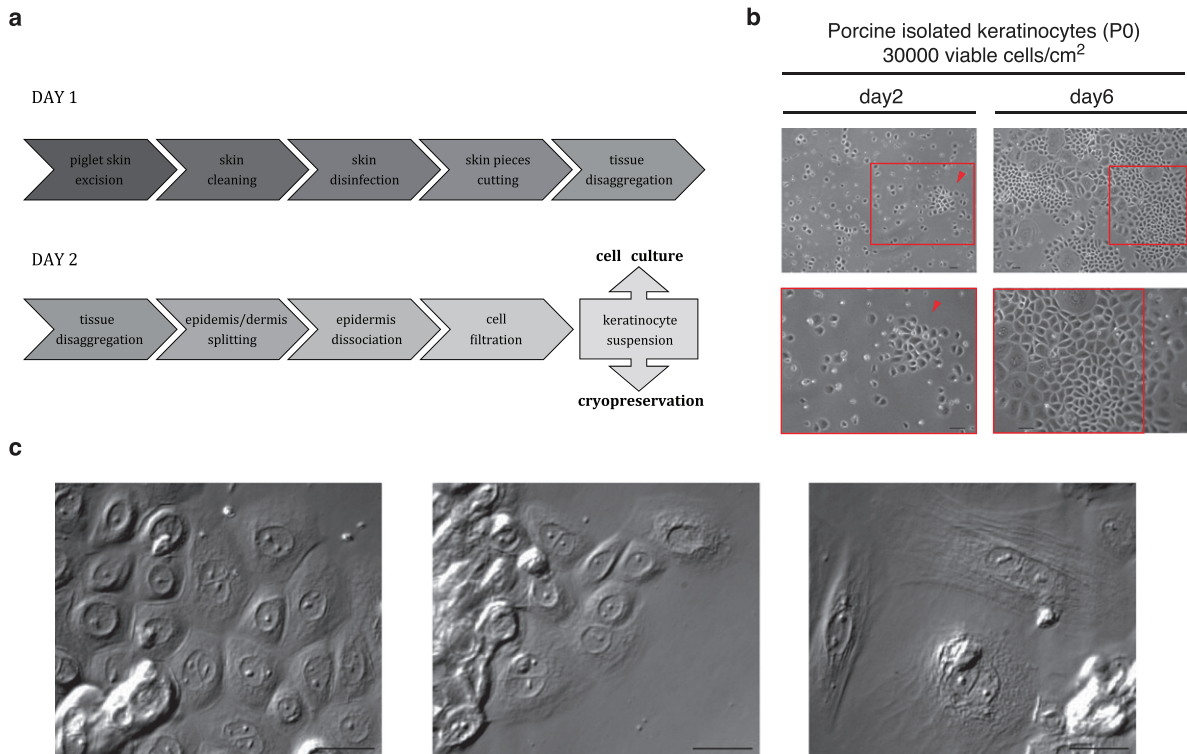 a
DAY 1
piglet skin
excision
skin
cleaning
skin
disinfection
skin pieces
cutting
tissue
disaggregation
DAY 2
tissue
disaggregation
epidemis/dermis
splitting
epidermis
dissociation
cell
filtration
cell culture
keratinocyte
suspension
cryopreservation
b
Porcine isolated keratinocytes (P0)
30000 viable cells/cm²
day2
day6
c